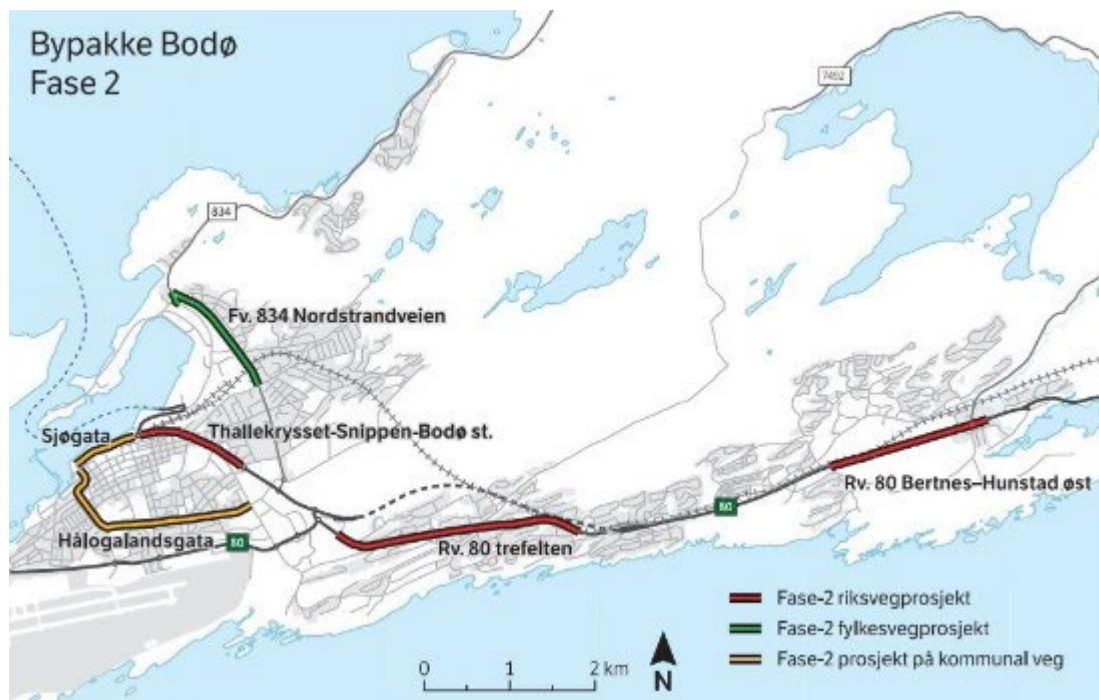 Bypakke Bodø
Fase 2
7492
834
Fv. 834 Nordstrandveien
Sjøgata
Thallekrysset-Snippen-Bodø st.
Rv. 80 Bertnes–Hunstad øst
80
Hålogalandsgata
80
Rv. 80 trefelten
Fase-2 riksvegprosjekt
Fase-2 fylkesvegprosjekt
Fase-2 prosjekt på kommunal veg
0 1 2 km
N